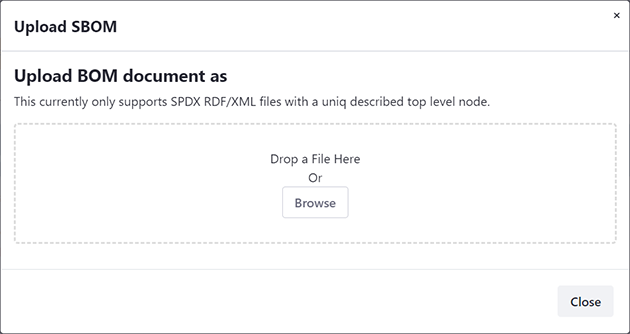 Upload SBOM
×
Upload BOM document as
This currently only supports SPDX RDF/XML files with a uniq described top level node.
Drop a File Here
Or
Browse
Close